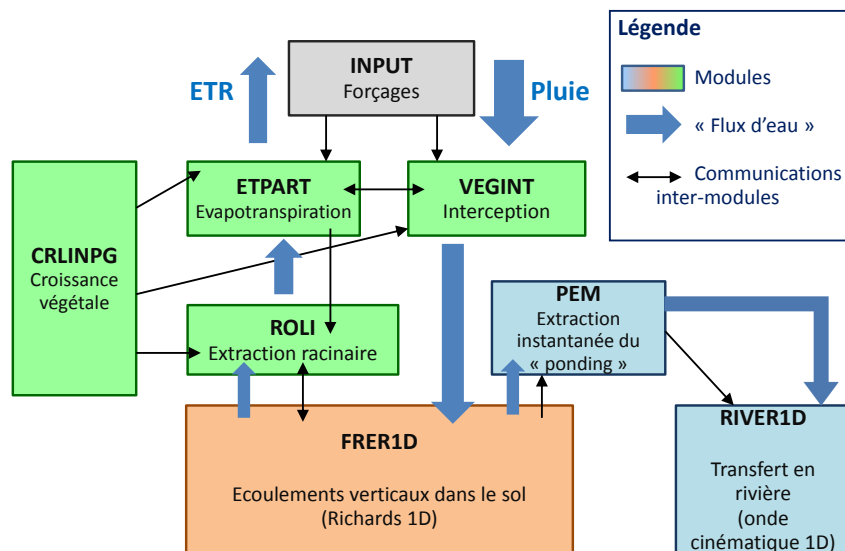 INPUT
Forçages
ETR
Pluie
Légende
Modules
« Flux d'eau »
Communications
inter-modules
ETPART
Evapotranspiration
VEGINT
Interception
CRLINPG
Croissance
végétale
ROLI
Extraction racinaire
PEM
Extraction
instantanée du
« ponding »
FRER1D
Ecoulements verticaux dans le sol
(Richards 1D)
RIVER1D
Transfert en
rivière
(onde
cinématique 1D)